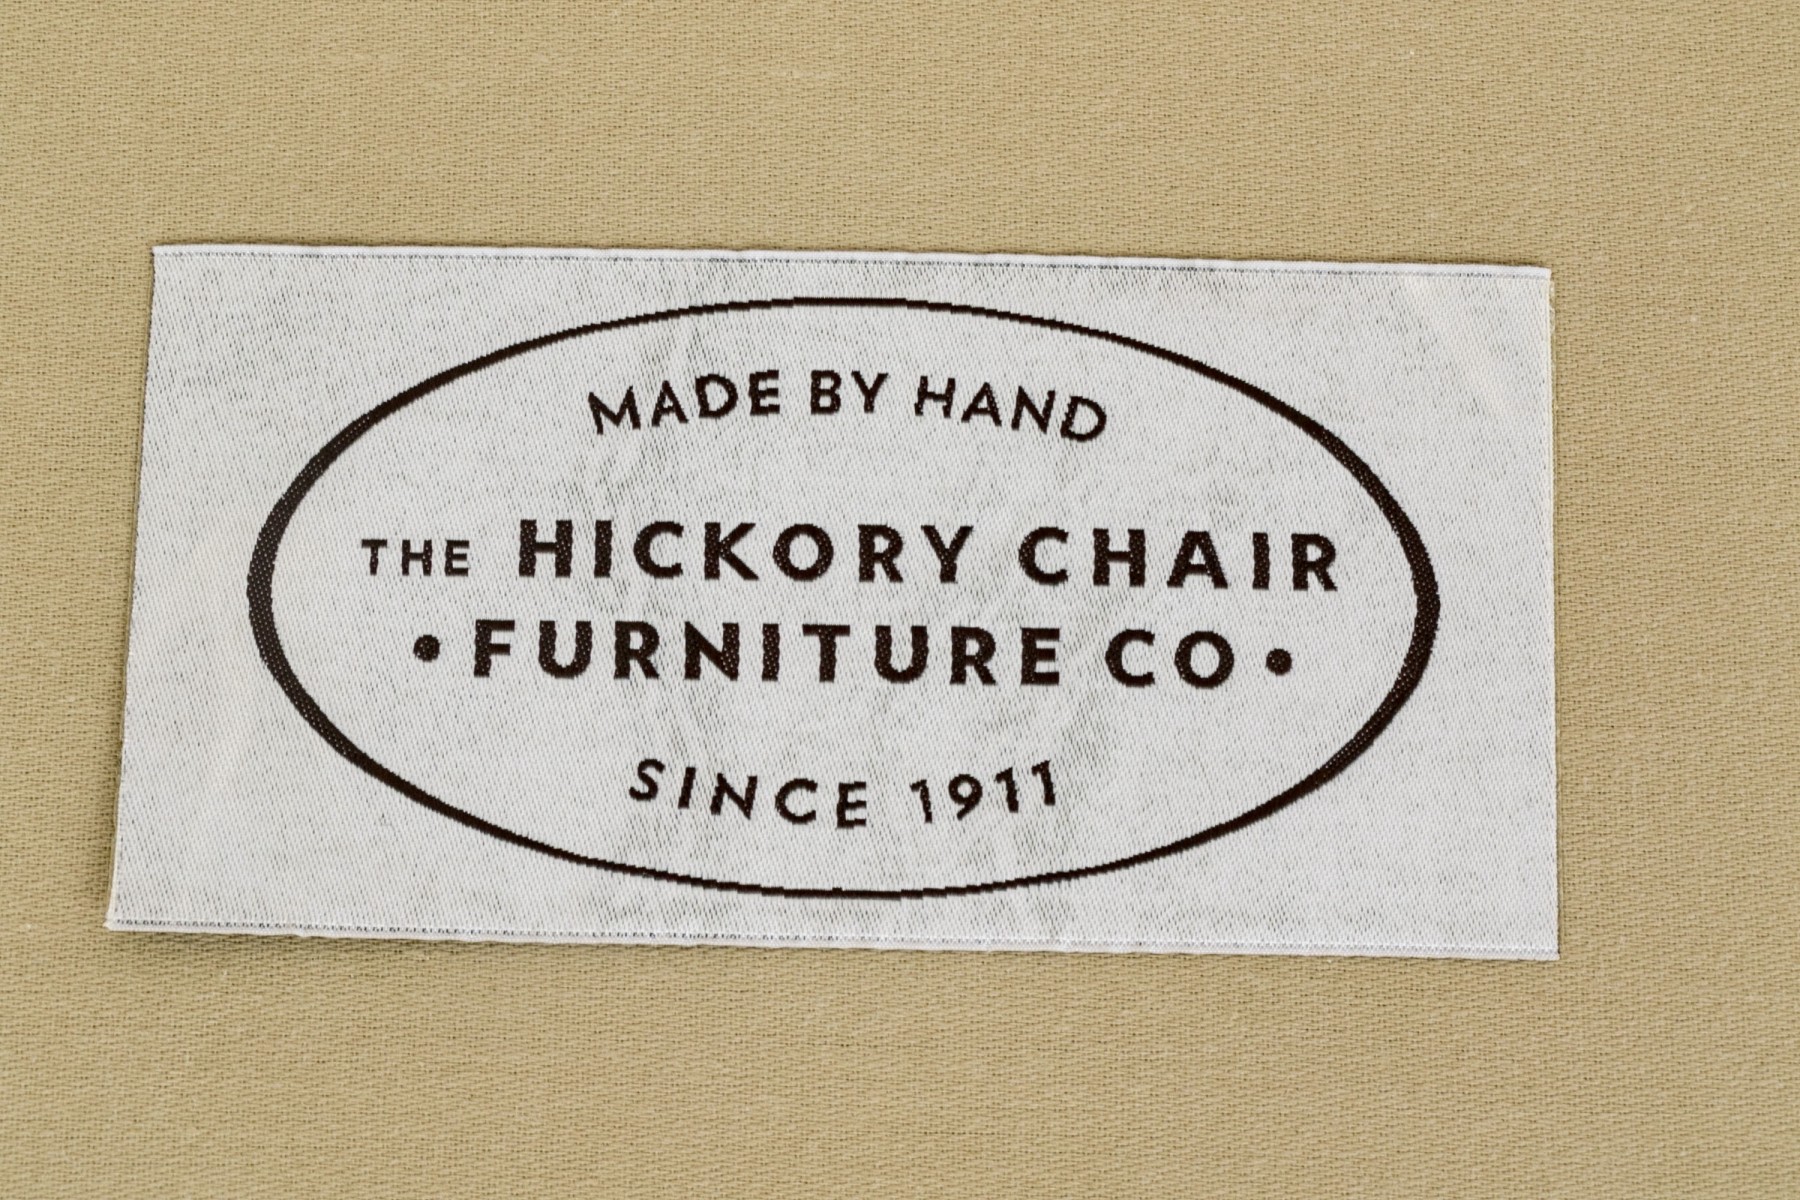 MADE BY HAND
THE HICKORY CHAIR
• FURNITURE CO •
SINCE 1911